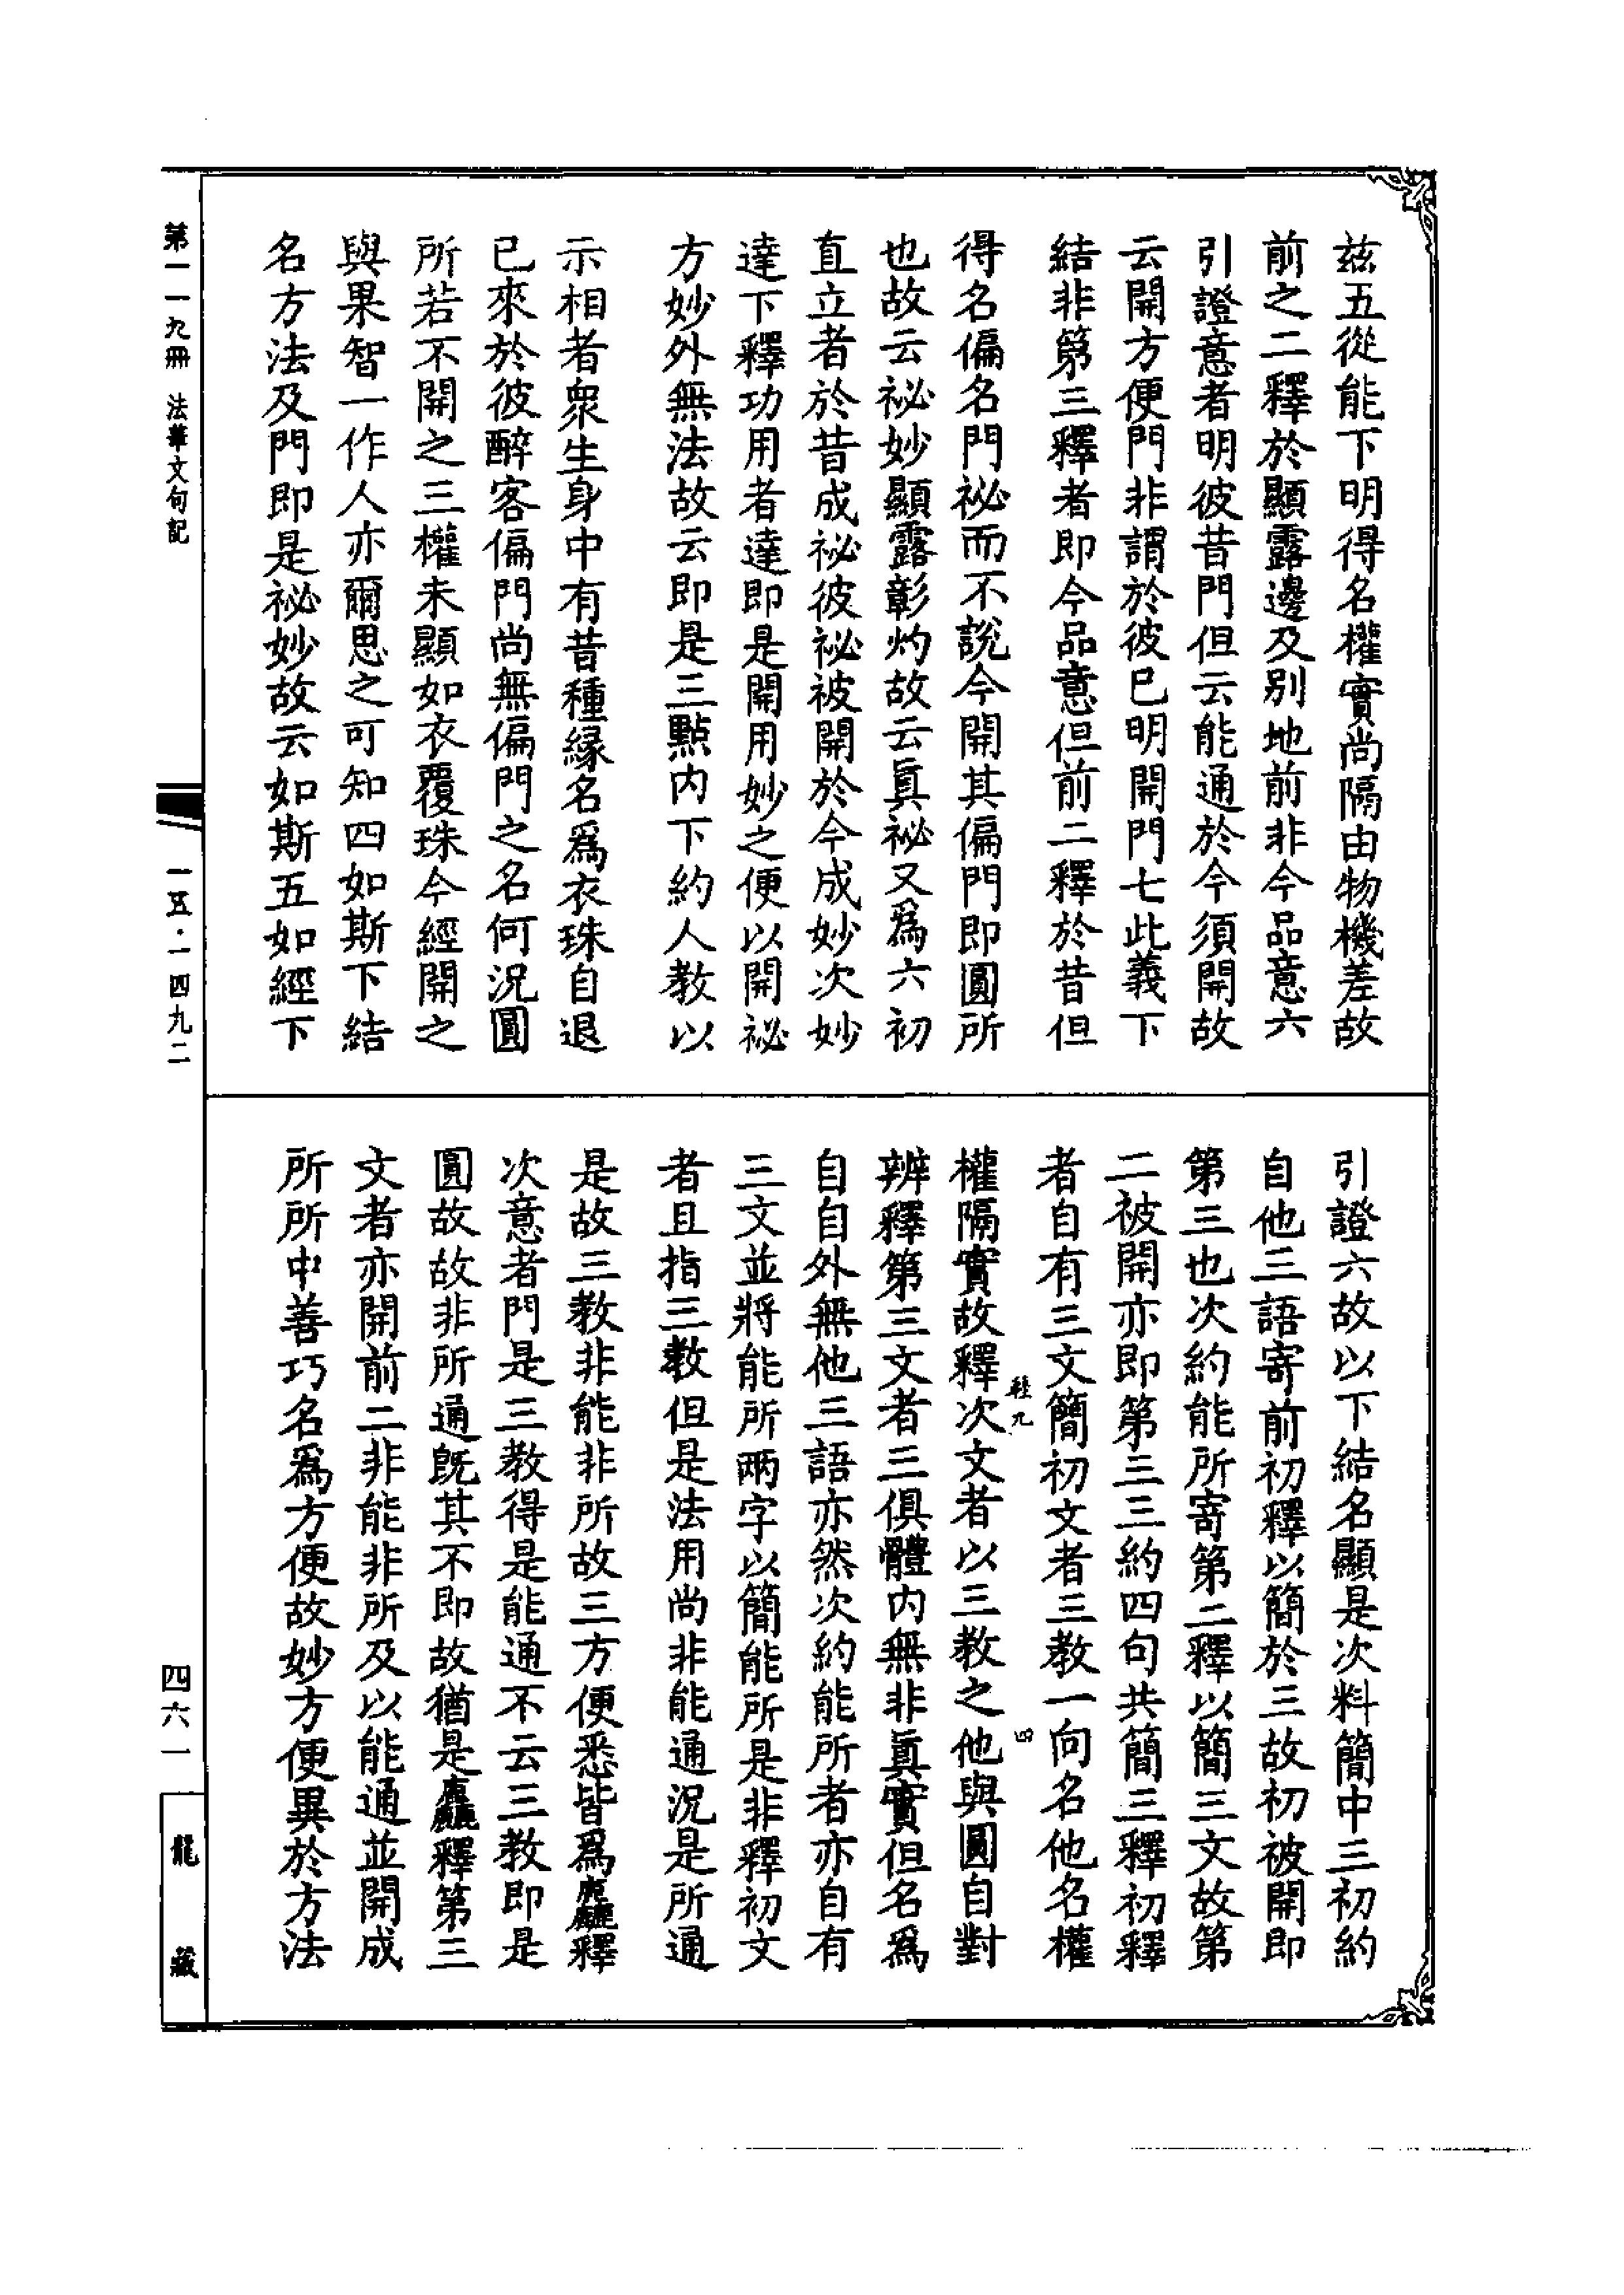 茲五從能下明得名權實尚隔由物機差故
前之二釋於顯露邊及別地前非今品意六
引證意者明彼昔門但云能通於今須開故
云開方便門非謂於彼已明開門七此義下
結非第三釋者即今品意但前二釋於昔但
得名偏名門祕而不說今開其偏門即圓所
也故云祕妙顯露彰灼故云真祕又為六初
直立者於昔成祕彼祕被開於今成妙次妙
達下釋功用者達即是開用妙之便以開祕
方妙外無法故云即是三點內下約人教以
示相者眾生身中有昔種緣名為衣珠自退
已來於彼醉客偏門尚無偏門之名何況圓
所若不開之三權未顯如衣覆珠今經開之
與果智一作人亦爾思之可知四如斯下結
名方法及門即是祕妙故云如斯五如經下
引證六故以下結名顯是次料簡中三初約
自他三語寄前初釋以簡於三故初被開即
第三也次約能所寄第二釋以簡三文故第
二被開亦即第三三約四句共簡三釋初釋
者自有三文簡初文者三教一向名他名權
權隔實故釋次文者以三教之他與圓自對
辨釋第三文者三俱體內無非真實但名為
自自外無他三語亦然次約能所者亦自有
三文並將能所兩字以簡能所是非釋初文
者且指三教但是法用尚非能通況是所通
是故三教非能非所故三方便悉皆為麤釋
次意者門是三教得是能通不云三教即是
圓故故非所通既其不即故猶是麤釋第三
文者亦開前二非能非所及以能通並開成
所所中善巧名為方便故妙方便異於方法
第一一九冊 法華文句記
一五·一四九二
四六一
龍藏
四